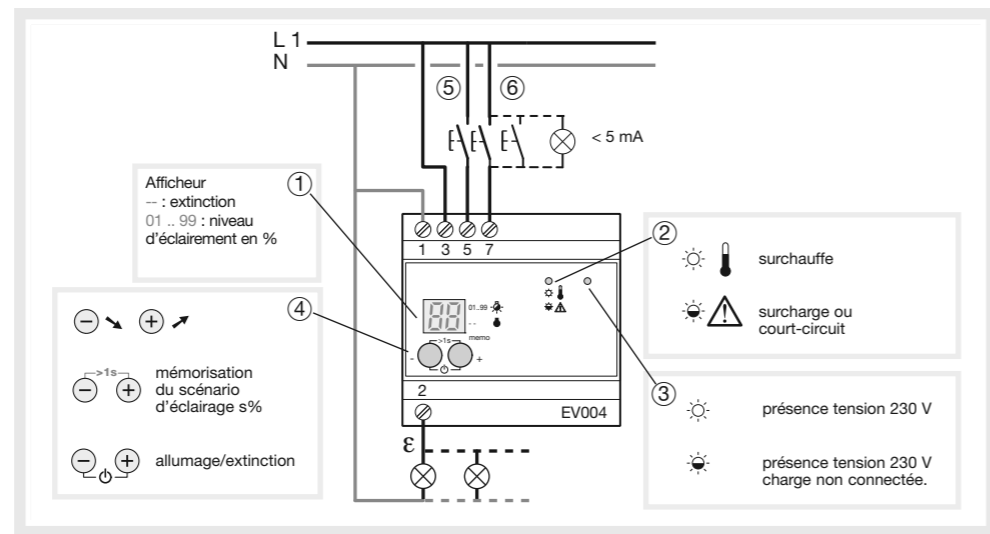 L 1
N
⑤
⑥
< 5 mA
①
Afficheur
-- : extinction
01 .. 99 : niveau
d'éclairement en %
1 3 5 7
②
surchauffe
surcharge ou
court-circuit
④
88
01..99
--
memo
>1s
- +
>1s
mémorisation
du scénario
d'éclairage s%
allumage/extinction
2
EV004
ε
③
présence tension 230 V
présence tension 230 V
charge non connectée.